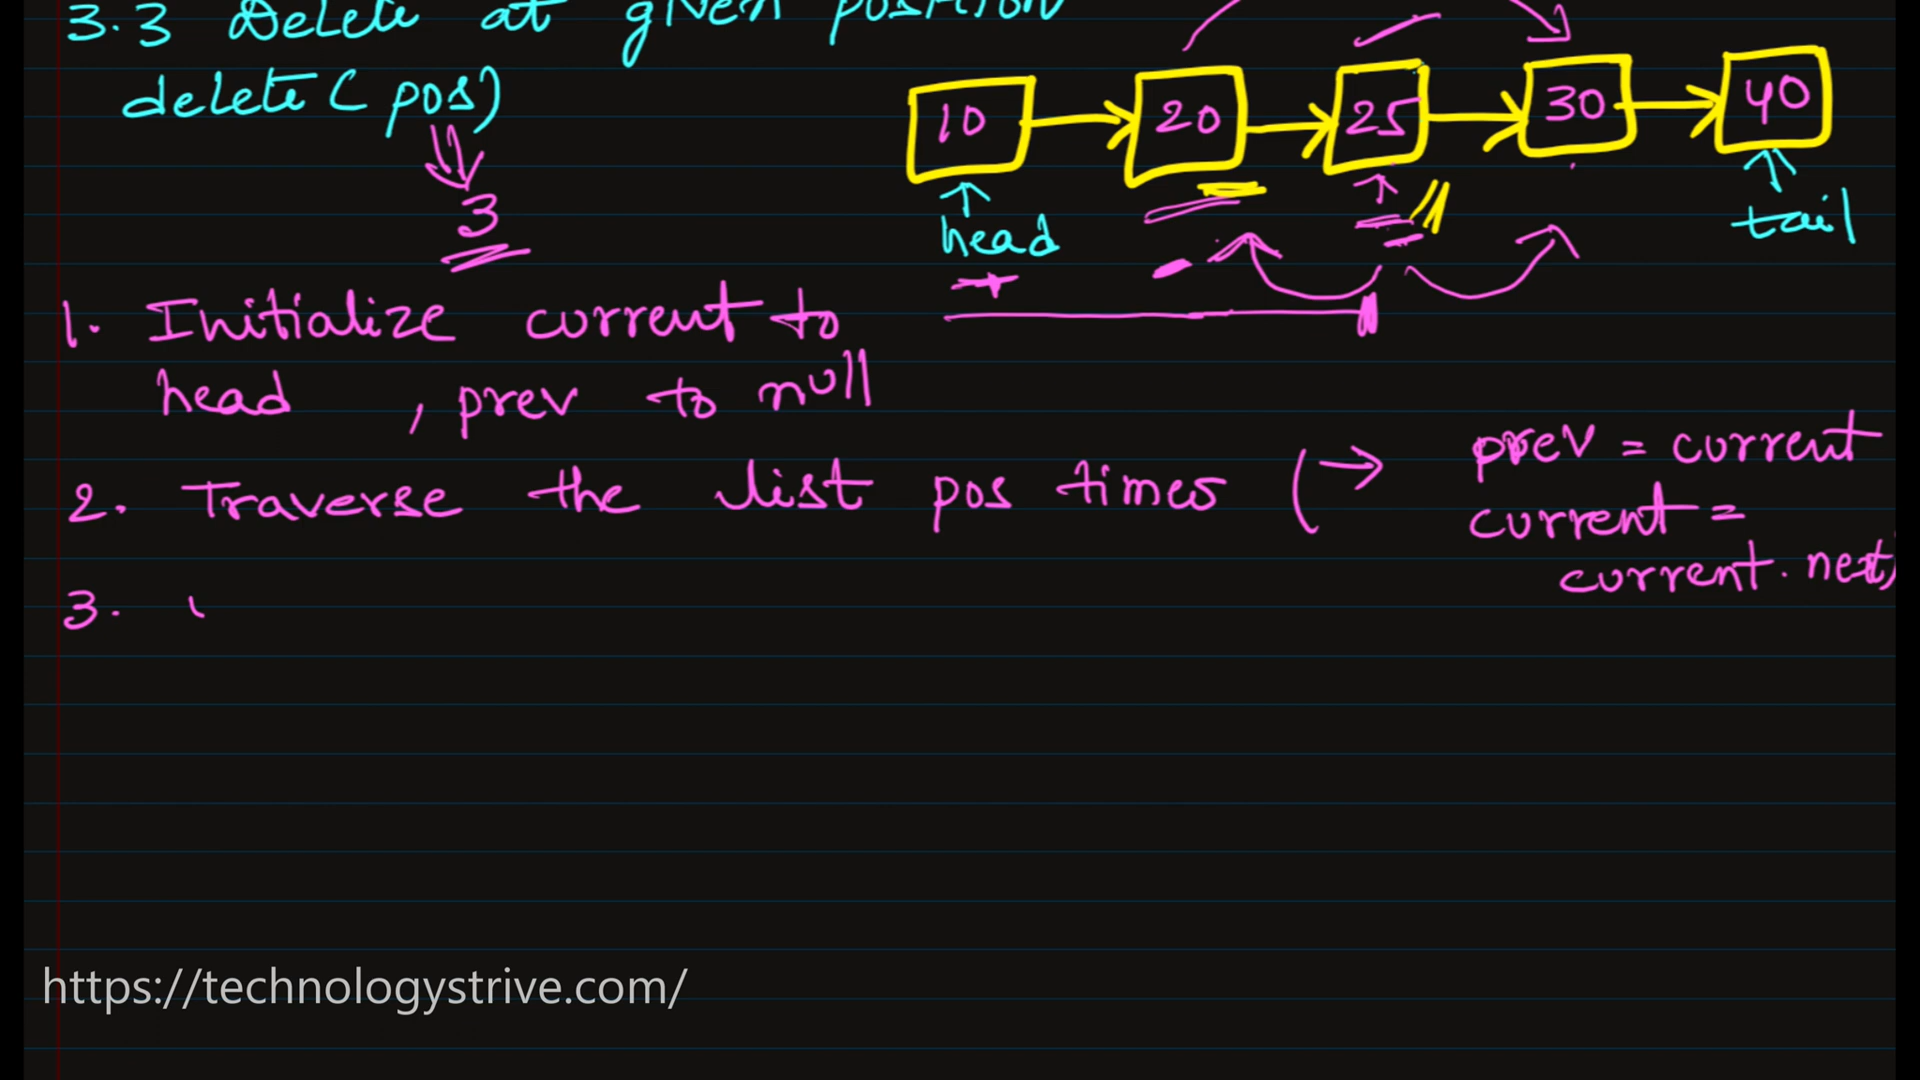 3.3 Delete at given position
delete ( pos)
3
10 20 25 30 40
head
tail
1. Initialize current to
head , prev to null
2. Traverse the list pos times ( →
prev = current
current =
current. next)
3.
https://technologystrive.com/